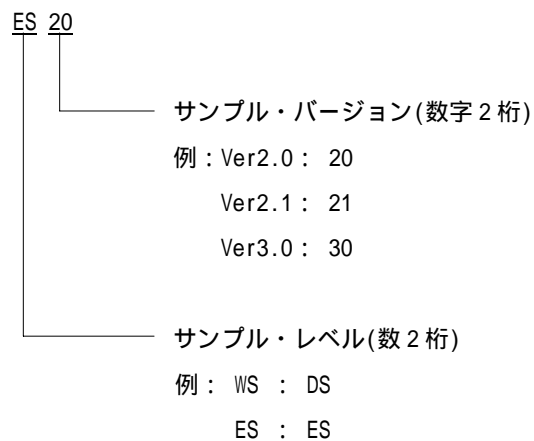 ES 20
サンプル・バージョン(数字2桁)
例：Ver2.0： 20
Ver2.1： 21
Ver3.0： 30
サンプル・レベル(数2桁)
例： WS ： DS
ES ： ES